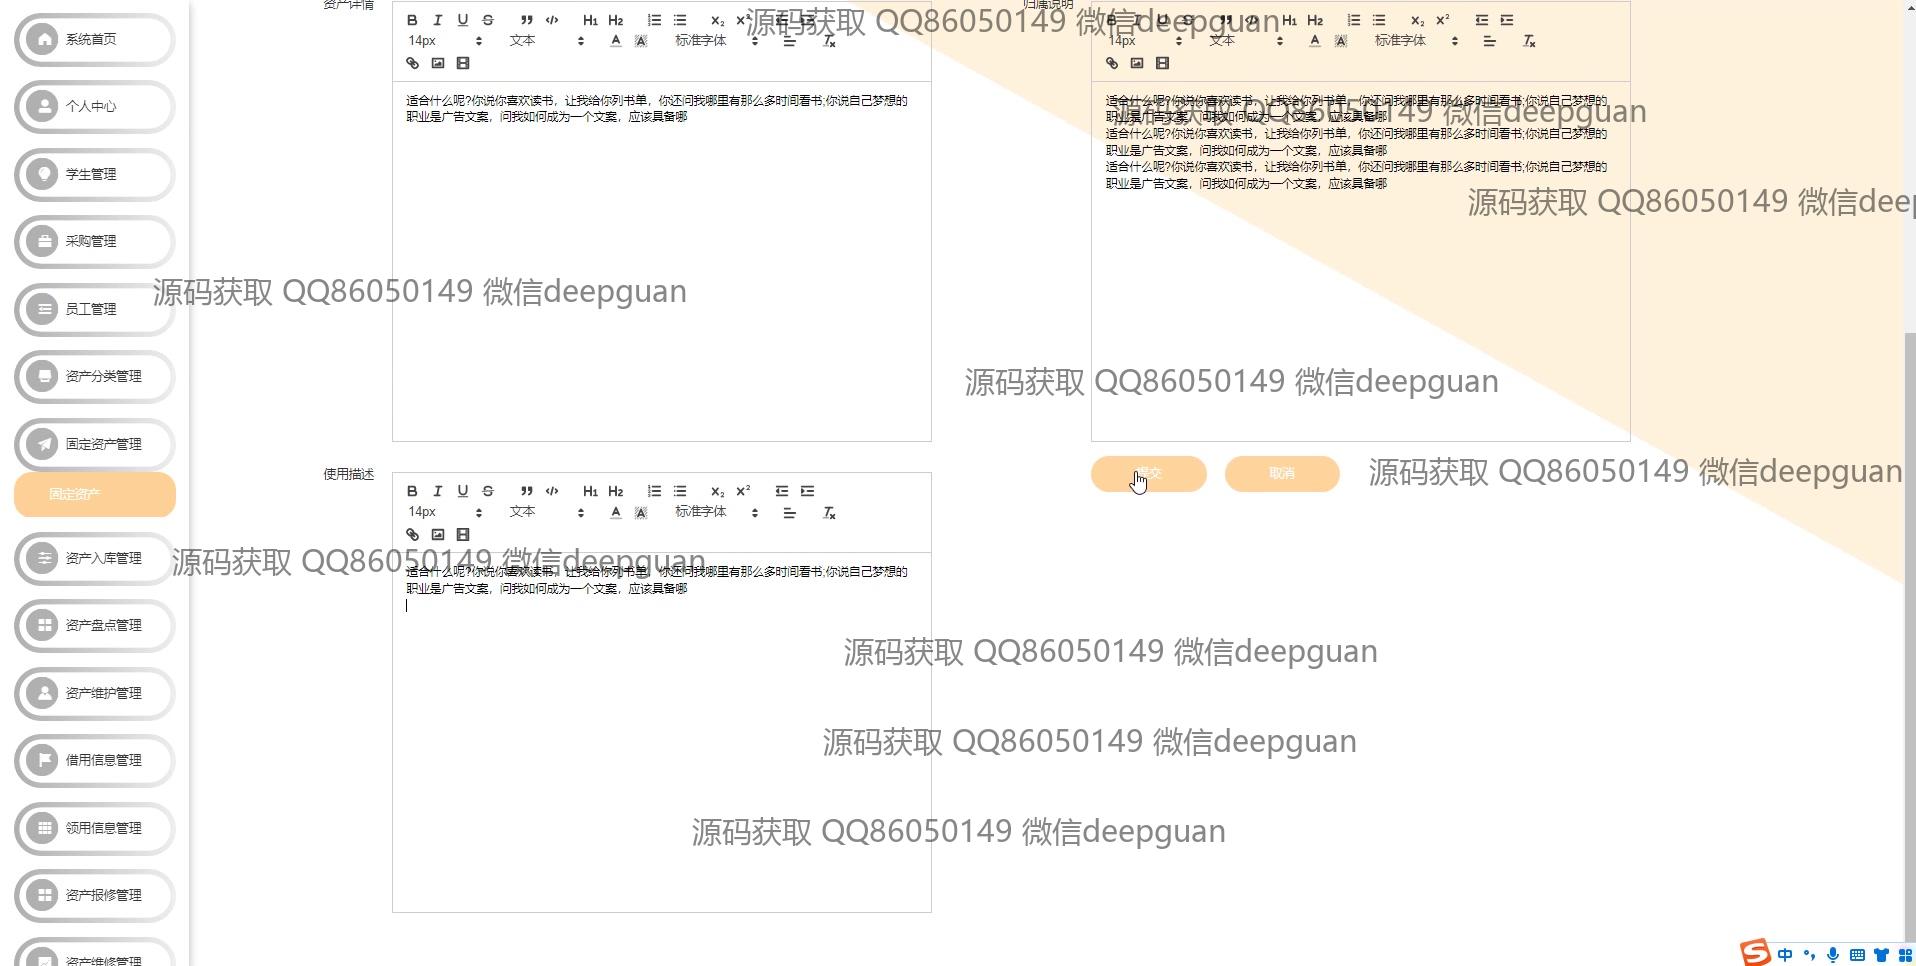 系统首页
个人中心
学生管理
采购管理
员工管理
资产分类管理
固定资产管理
固定资产
资产入库管理
资产盘点管理
资产维护管理
借用信息管理
领用信息管理
资产报修管理
资产维修管理
资产详情
14px
文本
标准字体
适合什么呢?你说你喜欢读书，让我给你列书单，你还问我哪里有那么多时间看书;你说自己梦想的
职业是广告文案，问我如何成为一个文案，应该具备哪
归属说明
14px
文本
标准字体
适合什么呢?你说你喜欢读书，让我给你列书单，你还问我哪里有那么多时间看书;你说自己梦想的
职业是广告文案，问我如何成为一个文案，应该具备哪
适合什么呢?你说你喜欢读书，让我给你列书单，你还问我哪里有那么多时间看书;你说自己梦想的
职业是广告文案，问我如何成为一个文案，应该具备哪
适合什么呢?你说你喜欢读书，让我给你列书单，你还问我哪里有那么多时间看书;你说自己梦想的
职业是广告文案，问我如何成为一个文案，应该具备哪
使用描述
14px
文本
标准字体
适合什么呢?你说你喜欢读书，让我给你列书单，你还问我哪里有那么多时间看书;你说自己梦想的
职业是广告文案，问我如何成为一个文案，应该具备哪
提交
取消
源码获取 QQ86050149 微信deepguan
源码获取 QQ86050149 微信deepguan
源码获取 QQ86050149 微信deep
源码获取 QQ86050149 微信deepguan
源码获取 QQ86050149 微信deepguan
源码获取 QQ86050149 微信deepguan
源码获取 QQ86050149 微信deepguan
源码获取 QQ86050149 微信deepguan
源码获取 QQ86050149 微信deepguan
源码获取 QQ86050149 微信deepguan
中